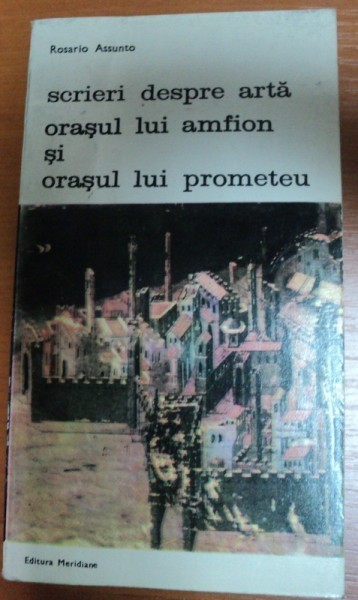 Rosario Assunto
scrieri despre artă
orașul lui amfion
și
orașul lui prometeu
Editura Meridiane